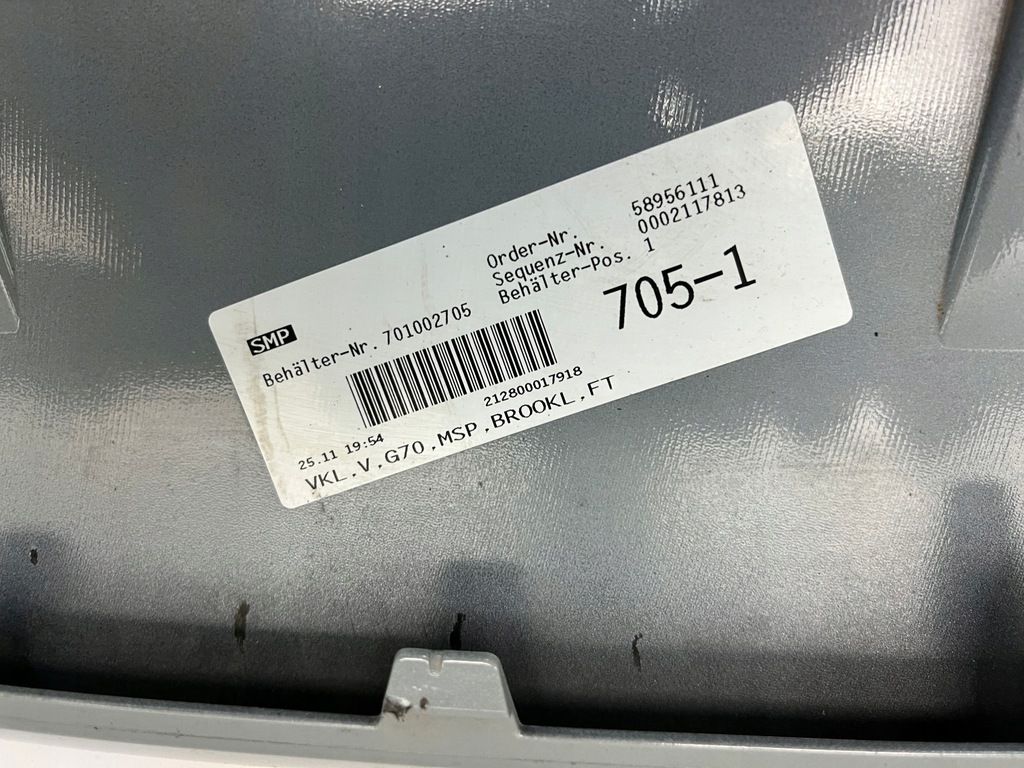 Order-Nr. 58956111
Sequenz-Nr. 0002117813
Behälter-Pos. 1
SMP
Behälter-Nr. 701002705
705-1
212800017918
25.11 19:54
VKL,V,G70,MSP,BROOKL,FT